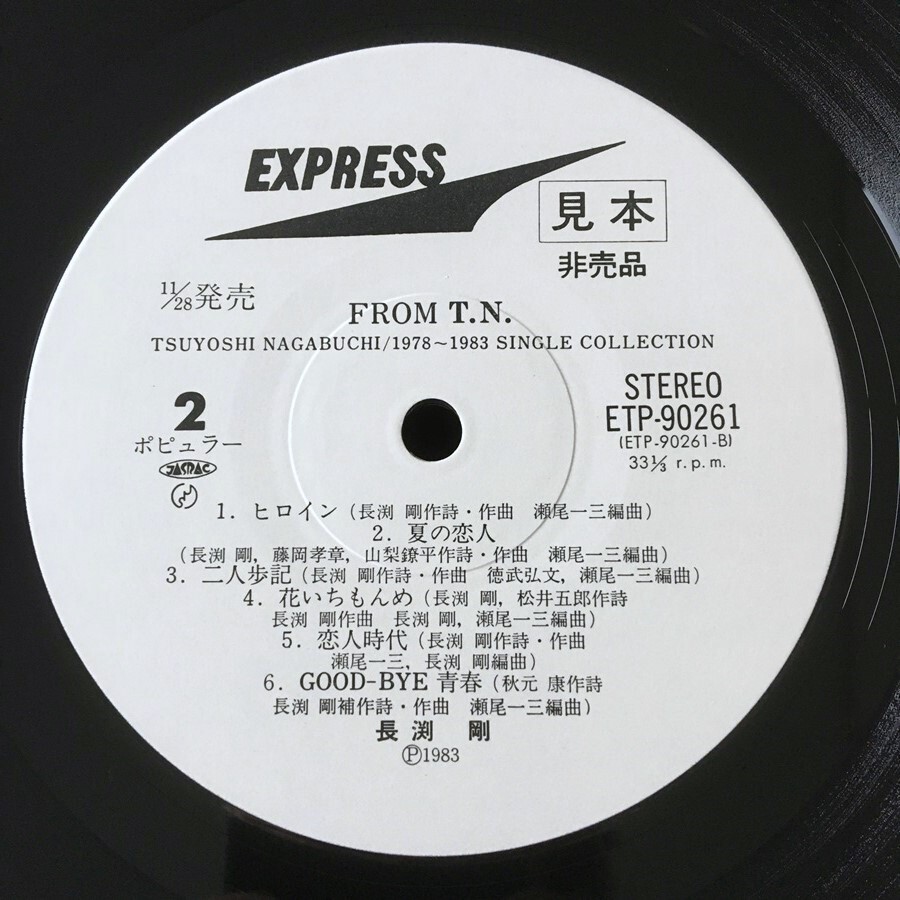 EXPRESS
見本
非売品
11/28発売
FROM T.N.
TSUYOSHI NAGABUCHI/1978～1983 SINGLE COLLECTION
2
ポピュラー
JASRAC
STEREO
ETP-90261
(ETP-90261-B)
33⅓ r.p.m.
1. ヒロイン (長渕 剛作詩・作曲 瀬尾一三編曲)
2. 夏の恋人
(長渕 剛, 藤岡孝章, 山梨鐐平作詩・作曲 瀬尾一三編曲)
3. 二人歩記 (長渕 剛作詩・作曲 徳武弘文, 瀬尾一三編曲)
4. 花いちもんめ (長渕 剛, 松井五郎作詩
長渕 剛作曲 長渕 剛, 瀬尾一三編曲)
5. 恋人時代 (長渕 剛作詩・作曲
瀬尾一三, 長渕 剛編曲)
6. GOOD-BYE 青春 (秋元 康作詩
長渕 剛補作詩・作曲 瀬尾一三編曲)
長渕 剛
Ⓟ1983